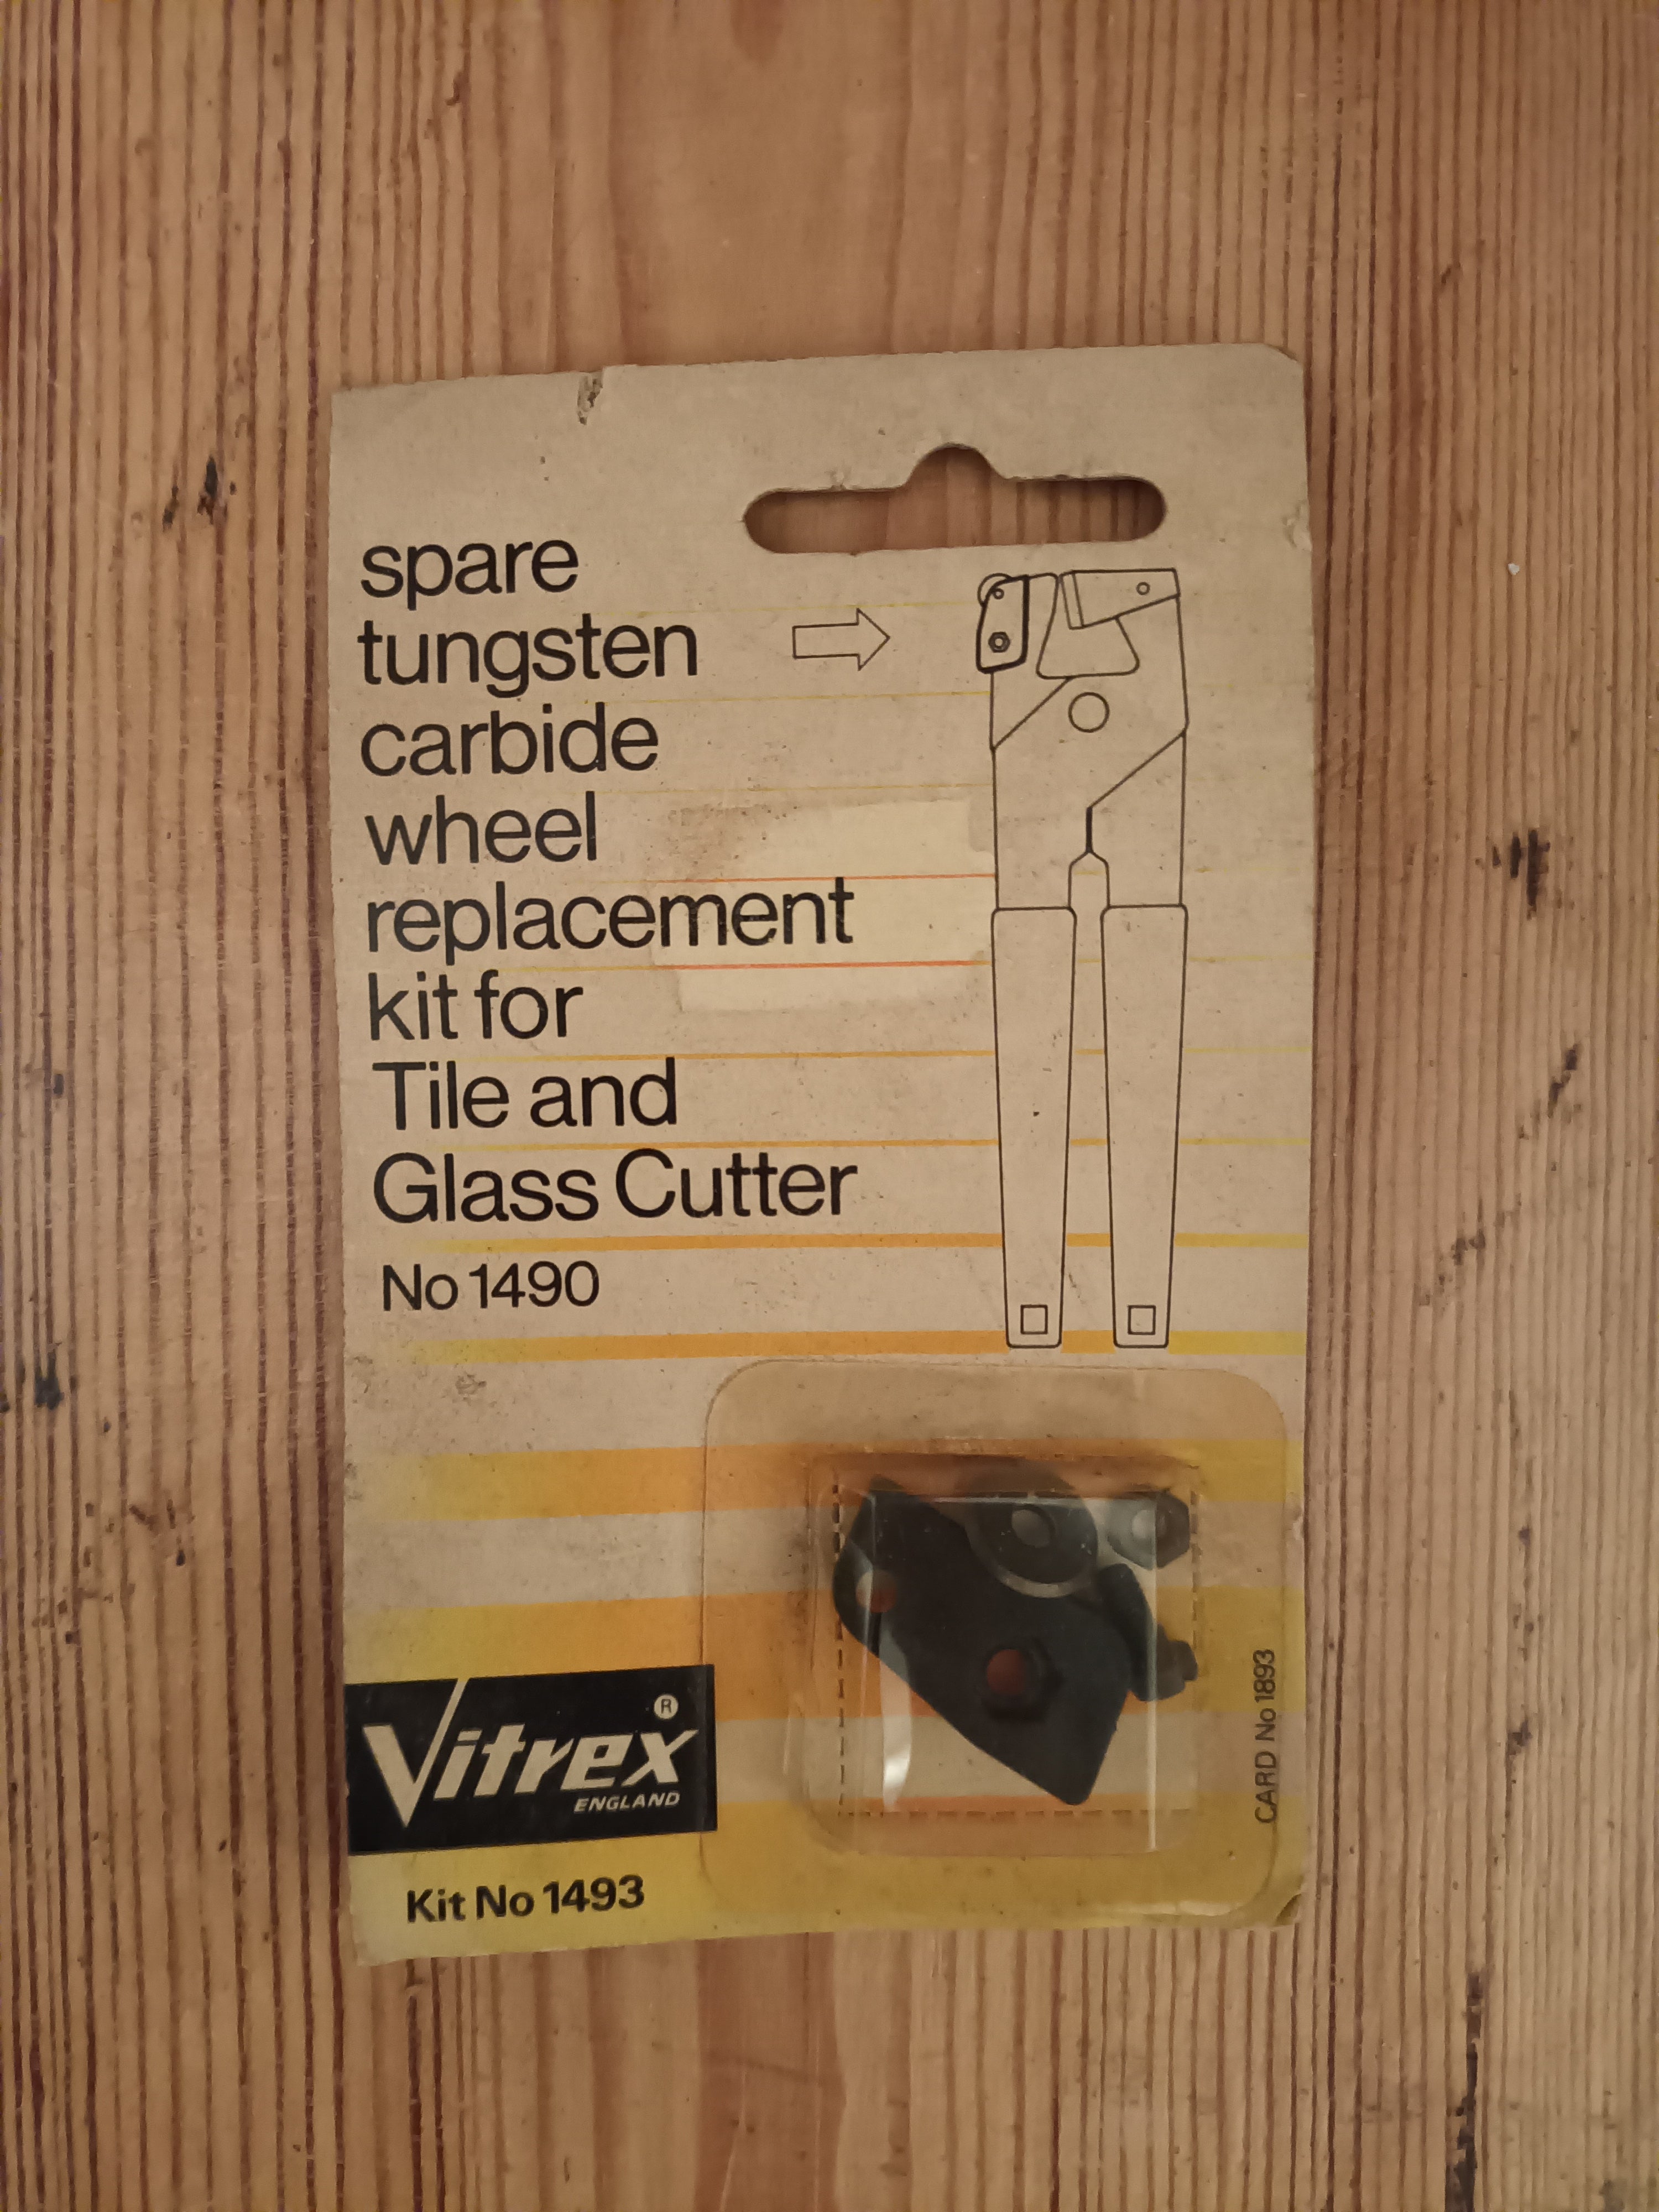 spare
tungsten
carbide
wheel
replacement
kit for
Tile and
Glass Cutter
No 1490
Vitrex ®
ENGLAND
Kit No 1493
CARD No 1893